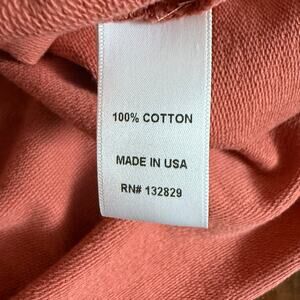 100% COTTON
MADE IN USA
RN# 132829